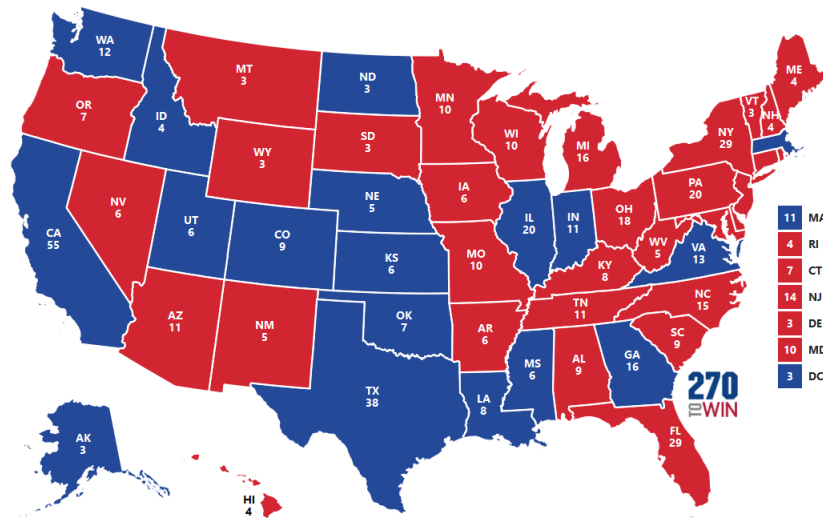 WA
12
OR
7
ID
4
MT
3
ND
3
MN
10
SD
3
WY
3
WI
10
MI
16
NY
29
VT
3
NH
4
ME
4
CA
55
NV
6
UT
6
CO
9
NE
5
KS
6
IA
6
MO
10
IL
20
IN
11
OH
18
PA
20
WV
5
VA
13
KY
8
TN
11
NC
15
SC
9
AZ
11
NM
5
OK
7
AR
6
TX
38
LA
8
MS
6
AL
9
GA
16
FL
29
AK
3
HI
4
11 MA
4 RI
7 CT
14 NJ
3 DE
10 MD
3 DC
270
TO WIN